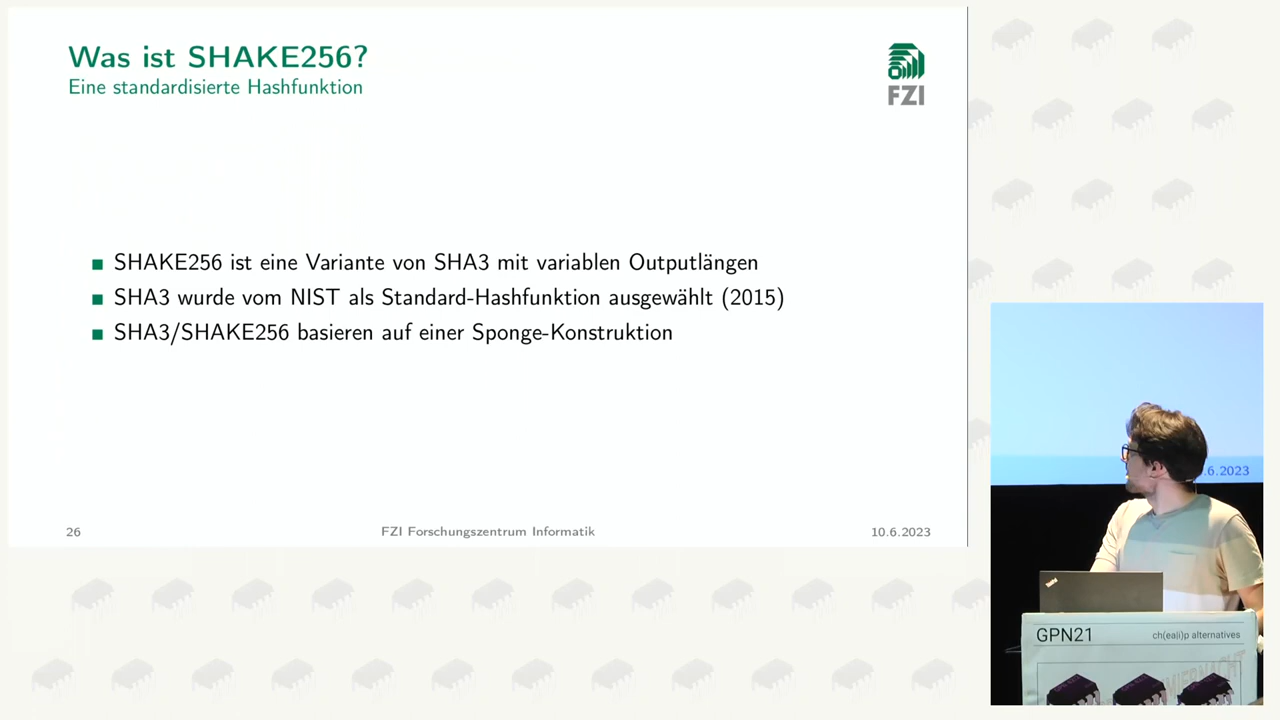 Was ist SHAKE256?
Eine standardisierte Hashfunktion
FZI
SHAKE256 ist eine Variante von SHA3 mit variablen Outputlängen
SHA3 wurde vom NIST als Standard-Hashfunktion ausgewählt (2015)
SHA3/SHAKE256 basieren auf einer Sponge-Konstruktion
26
FZI Forschungszentrum Informatik
10.6.2023
.6.2023
GPN21
ch(ea|i)p alternatives